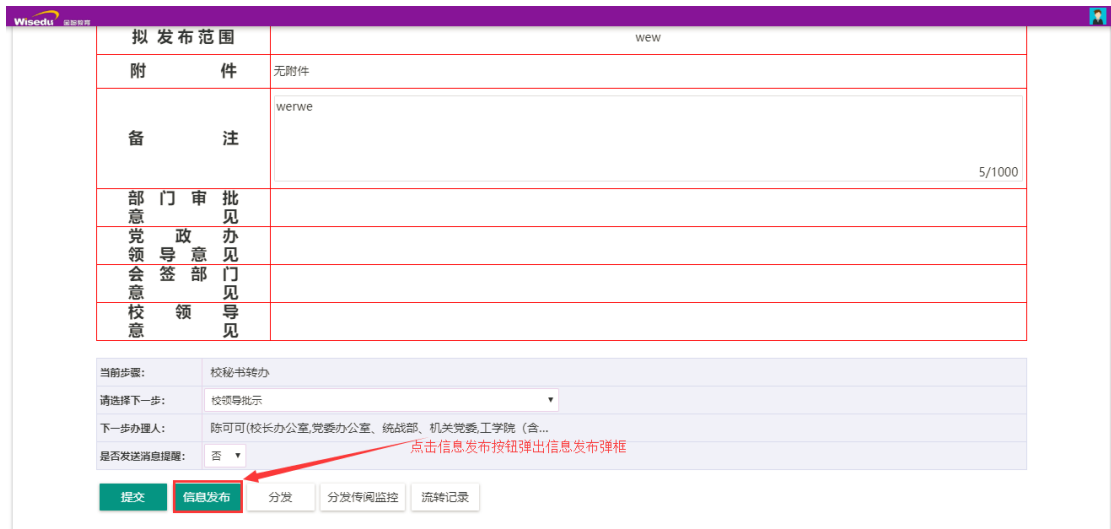 Wisedu 金智教育
拟发布范围 wew
附件 无附件
备注 werwe
5/1000
部门审批
意见
党政办
领导意见
会签部门
意见
校领导
意见
当前步骤: 校秘书转办
请选择下一步: 校领导批示
下一步办理人: 陈可可(校长办公室,党委办公室、统战部、机关党委,工学院（含...
点击信息发布按钮弹出信息发布弹框
是否发送消息提醒: 否
提交 信息发布 分发 分发传阅监控 流转记录